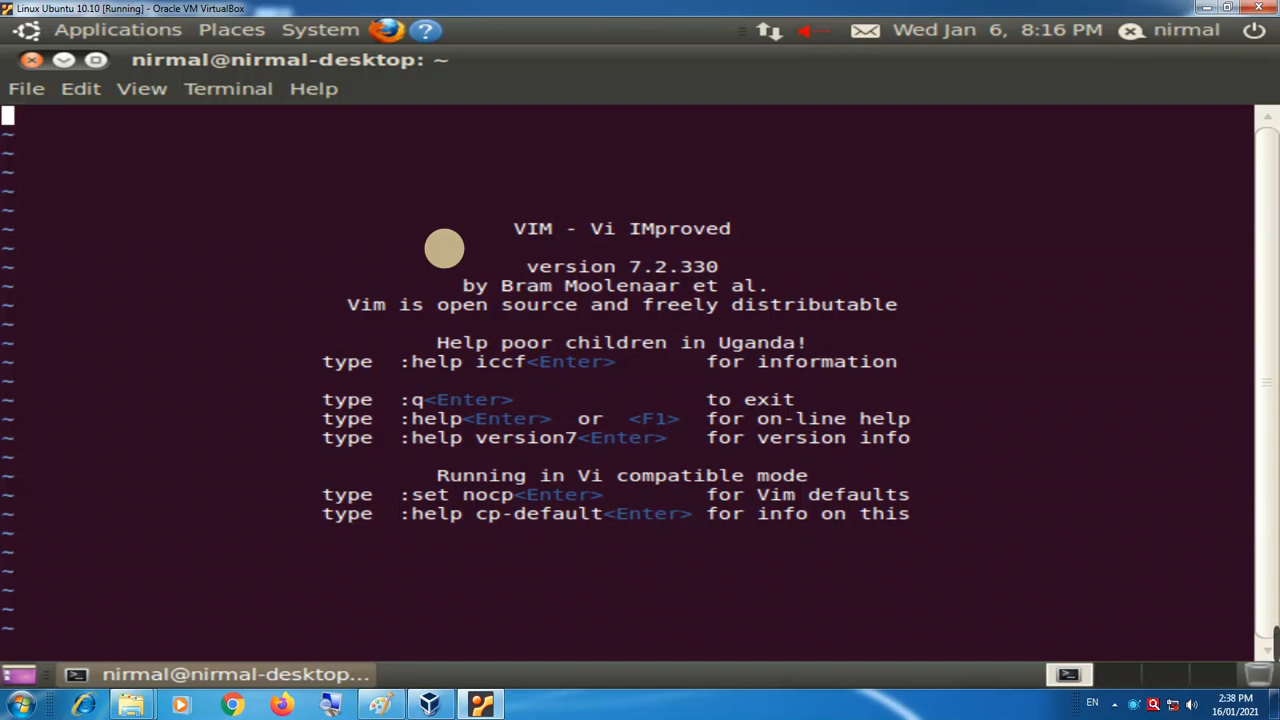 Linux Ubuntu 10.10 [Running] - Oracle VM VirtualBox
Applications Places System ? Wed Jan 6, 8:16 PM nirmal
nirmal@nirmal-desktop: ~
File Edit View Terminal Help
~
~
~
~
~
VIM - Vi IMproved
~
~ version 7.2.330
~ by Bram Moolenaar et al.
~ Vim is open source and freely distributable
~
~ Help poor children in Uganda!
~ type :help iccf<Enter> for information
~
~ type :q<Enter> to exit
~ type :help<Enter> or <F1> for on-line help
~ type :help version7<Enter> for version info
~
~ Running in Vi compatible mode
~ type :set nocp<Enter> for Vim defaults
~ type :help cp-default<Enter> for info on this
~
~
~
~
~
~
nirmal@nirmal-desktop...
EN 2:38 PM
16/01/2021